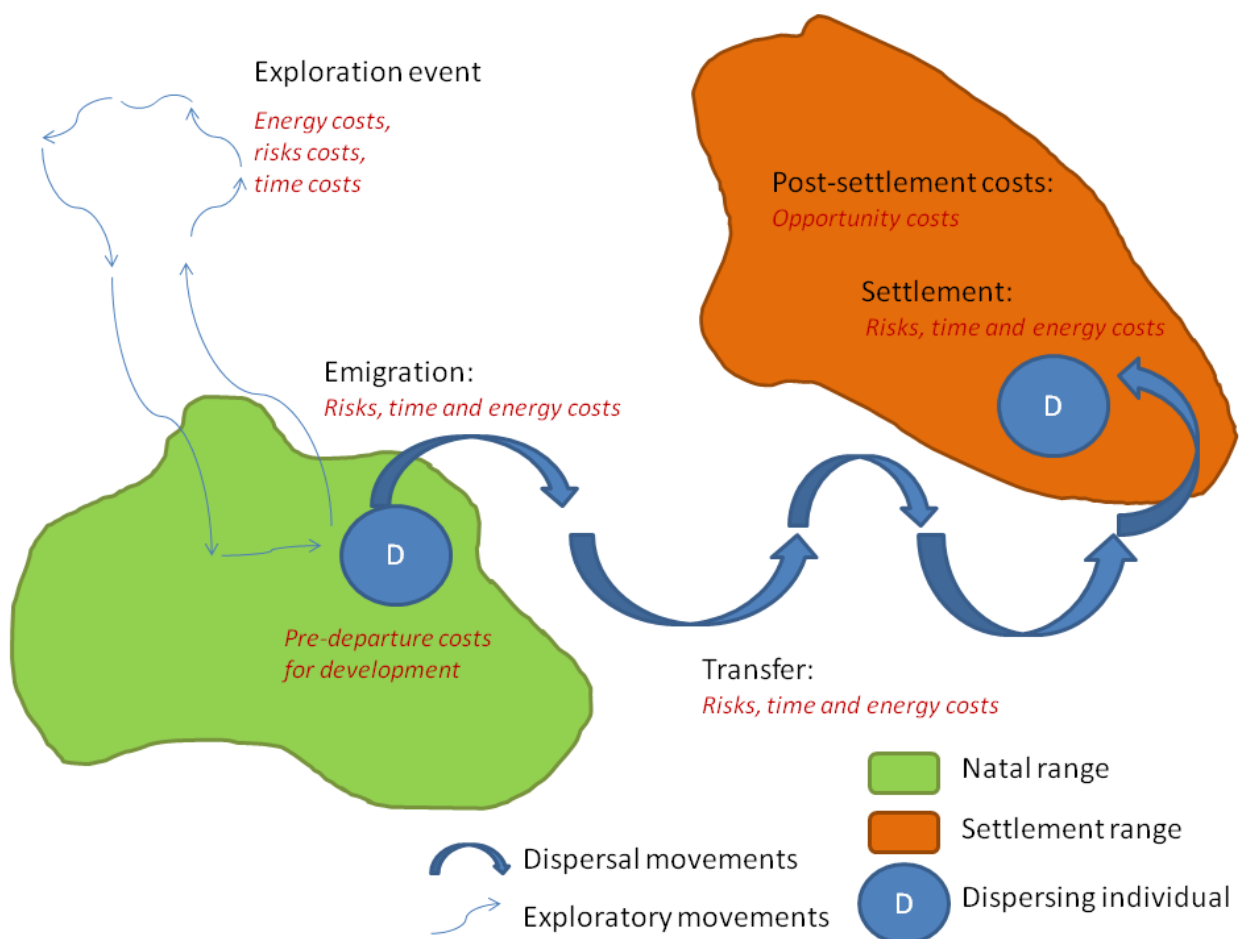 Exploration event
Energy costs,
risks costs,
time costs
Post-settlement costs:
Opportunity costs
Settlement:
Risks, time and energy costs
D
Emigration:
Risks, time and energy costs
D
Pre-departure costs
for development
Transfer:
Risks, time and energy costs
Natal range
Settlement range
D Dispersing individual
Dispersal movements
Exploratory movements